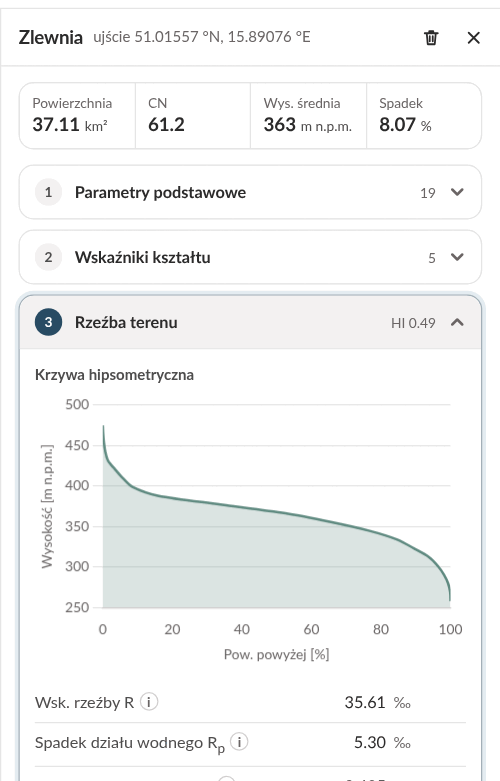 Zlewnia ujście 51.01557 °N, 15.89076 °E
Powierzchnia CN Wys. średnia Spadek
37.11 km² 61.2 363 m n.p.m. 8.07 %
1 Parametry podstawowe 19
2 Wskaźniki kształtu 5
3 Rzeźba terenu HI 0.49
Krzywa hipsometryczna
500
450
400
350
300
250
Wysokość [m n.p.m.]
0 20 40 60 80 100
Pow. powyżej [%]
Wsk. rzeźby R i 35.61 ‰
Spadek działu wodnego Rp i 5.30 ‰